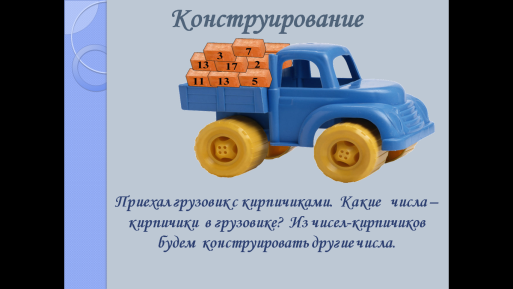 Конструирование
7
3
13 17 2
11 13 5
Приехал грузовик с кирпичиками. Какие числа –
кирпичики в грузовике? Из чисел-кирпичиков
будем конструировать другие числа.